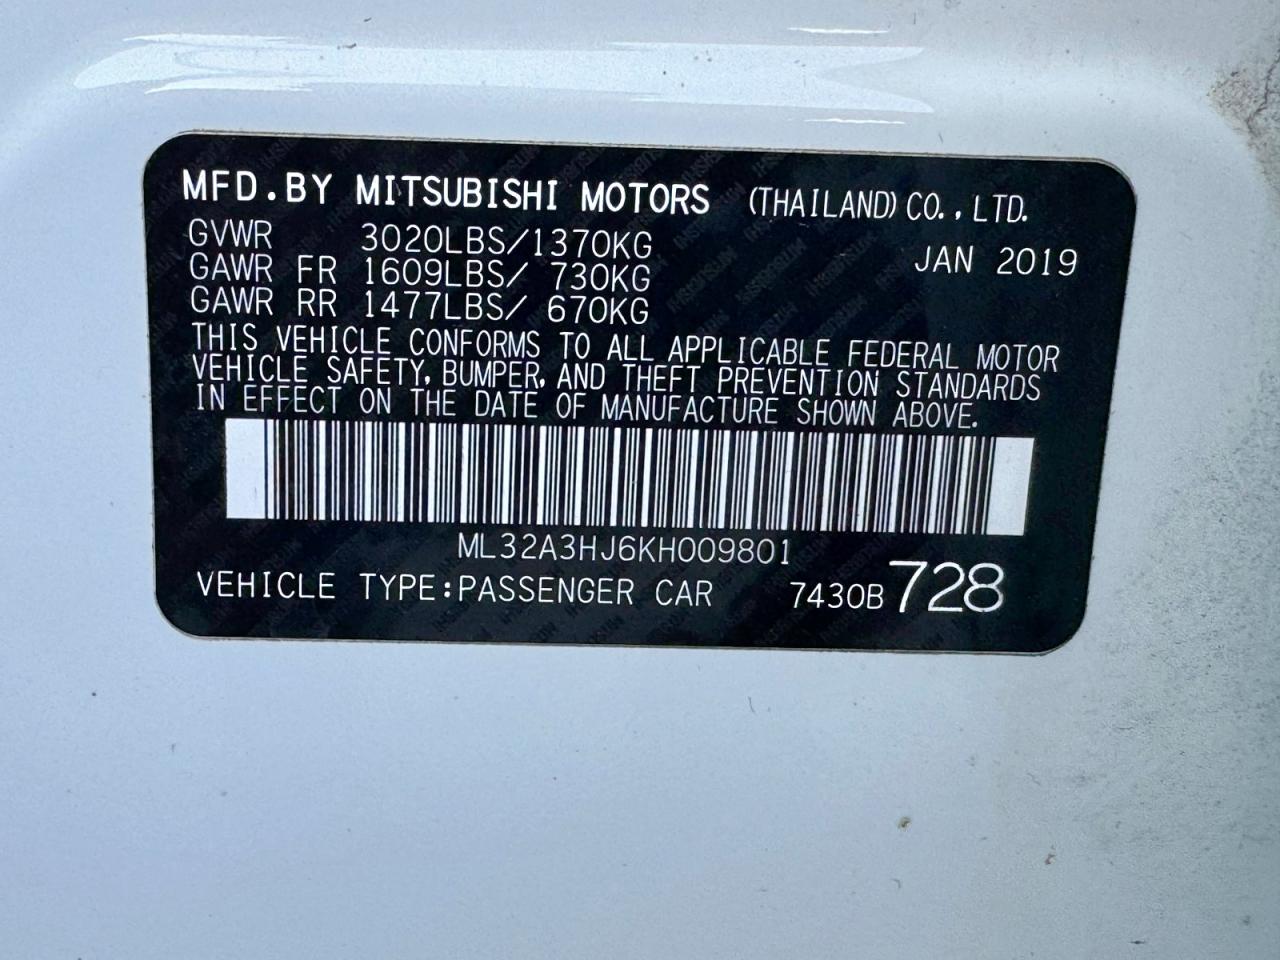 MFD.BY MITSUBISHI MOTORS (THAILAND) CO.,LTD.
GVWR 3020LBS/1370KG JAN 2019
GAWR FR 1609LBS/ 730KG
GAWR RR 1477LBS/ 670KG
THIS VEHICLE CONFORMS TO ALL APPLICABLE FEDERAL MOTOR
VEHICLE SAFETY, BUMPER, AND THEFT PREVENTION STANDARDS
IN EFFECT ON THE DATE OF MANUFACTURE SHOWN ABOVE.
ML32A3HJ6KH009801
VEHICLE TYPE:PASSENGER CAR 7430B 728